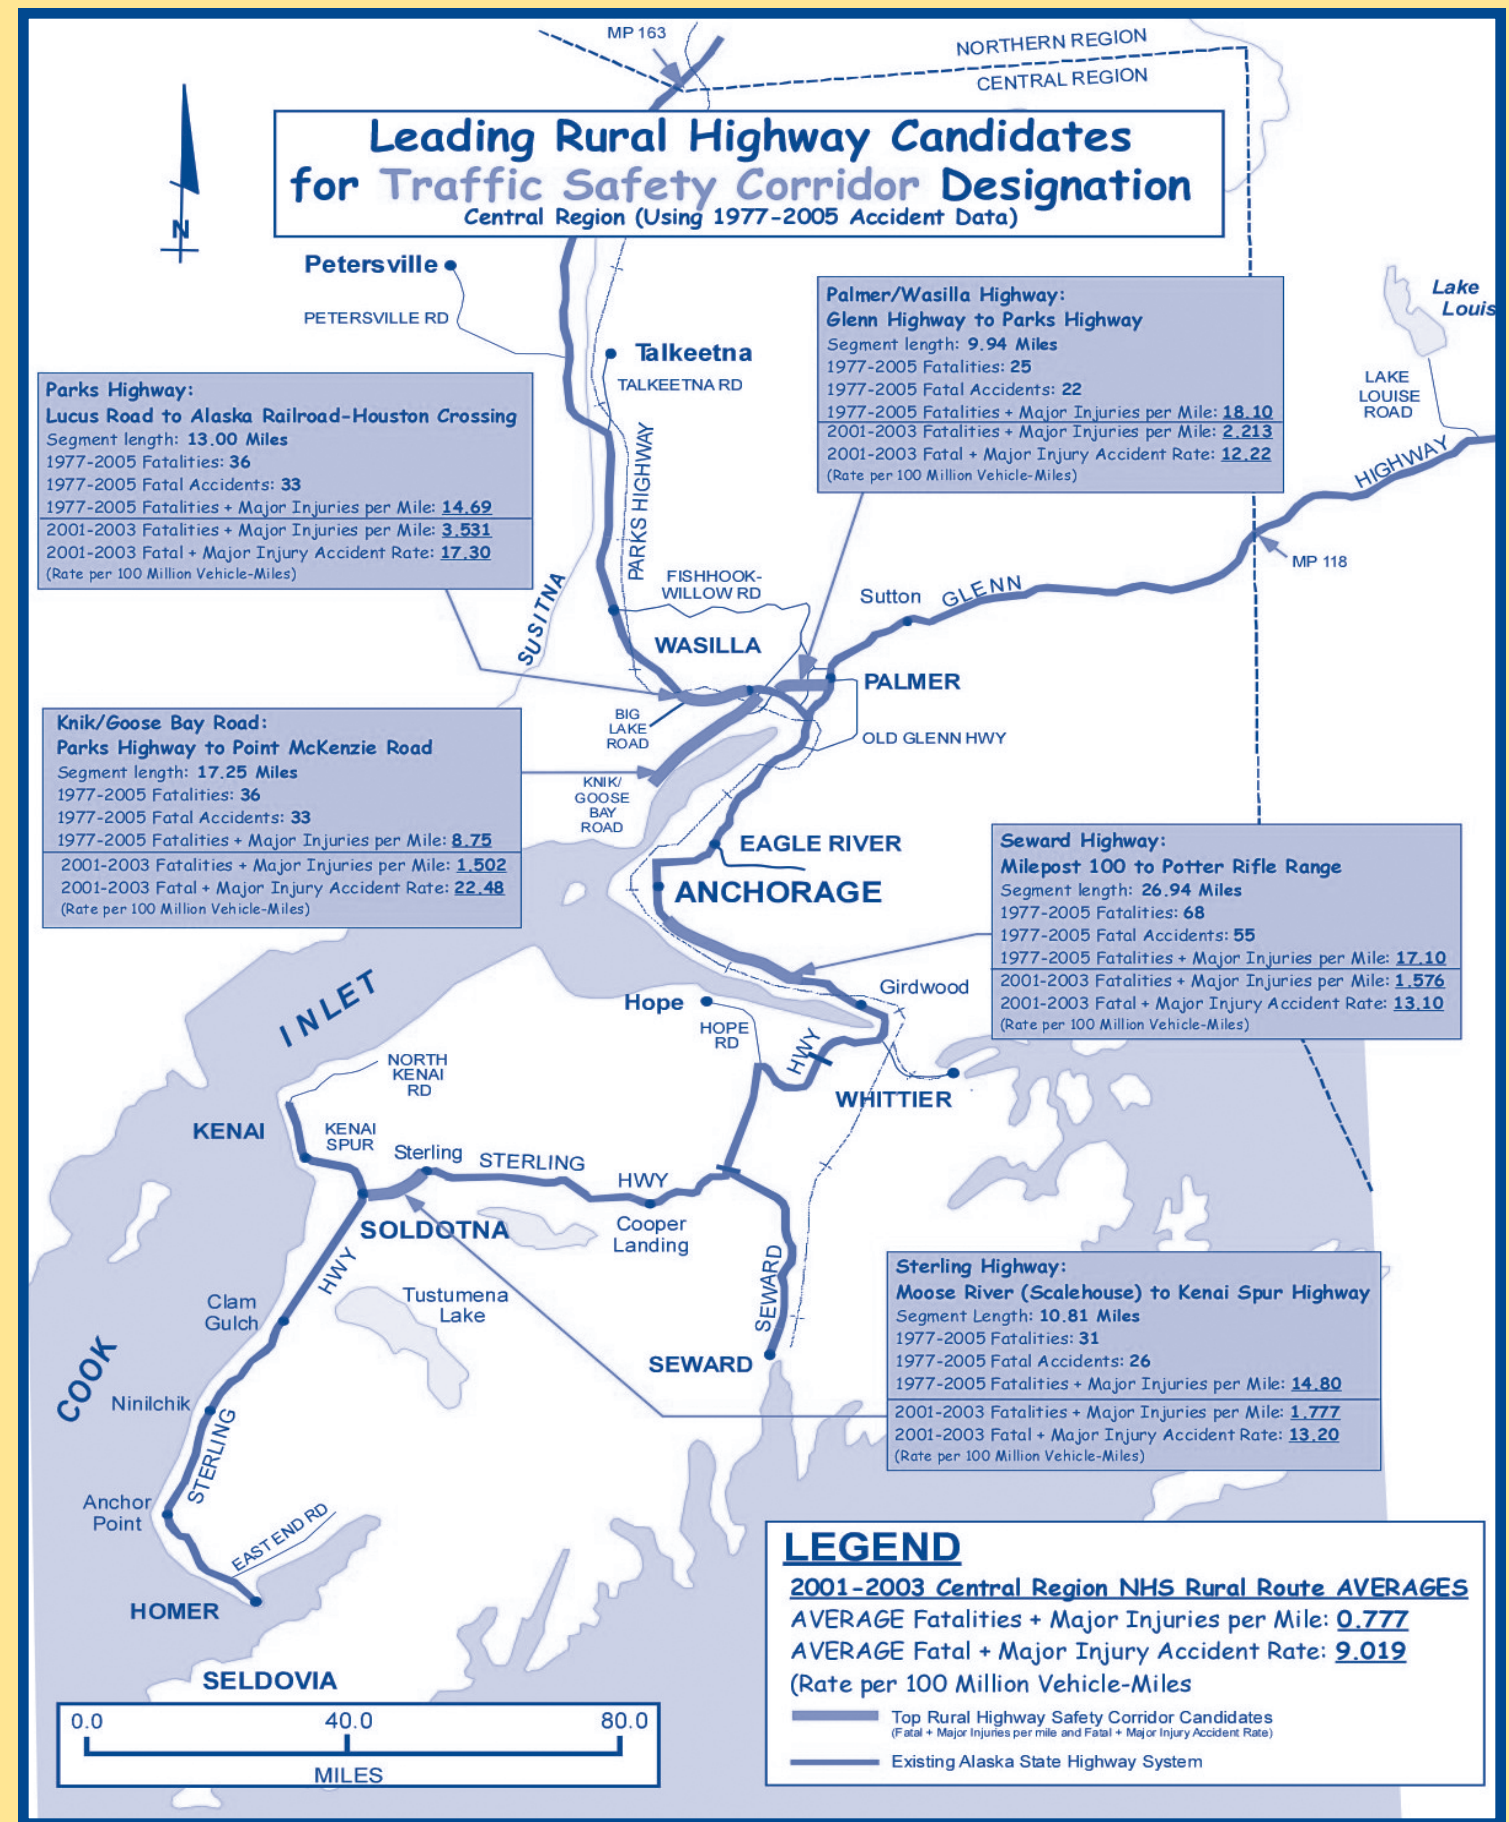 MP 163
NORTHERN REGION
CENTRAL REGION
Leading Rural Highway Candidates
for Traffic Safety Corridor Designation
Central Region (Using 1977-2005 Accident Data)
N
Petersville
PETERSVILLE RD
Talkeetna
TALKEETNA RD
PARKS HIGHWAY
Palmer/Wasilla Highway:
Glenn Highway to Parks Highway
Segment length: 9.94 Miles
1977-2005 Fatalities: 25
1977-2005 Fatal Accidents: 22
1977-2005 Fatalities + Major Injuries per Mile: 18.10
2001-2003 Fatalities + Major Injuries per Mile: 2.213
2001-2003 Fatal + Major Injury Accident Rate: 12.22
(Rate per 100 Million Vehicle-Miles)
Lake
Louis
LAKE
LOUISE
ROAD
Parks Highway:
Lucus Road to Alaska Railroad-Houston Crossing
Segment length: 13.00 Miles
1977-2005 Fatalities: 36
1977-2005 Fatal Accidents: 33
1977-2005 Fatalities + Major Injuries per Mile: 14.69
2001-2003 Fatalities + Major Injuries per Mile: 3.531
2001-2003 Fatal + Major Injury Accident Rate: 17.30
(Rate per 100 Million Vehicle-Miles)
GLENN HIGHWAY
MP 118
SUSITNA
FISHHOOK-
WILLOW RD
Sutton
WASILLA
PALMER
BIG
LAKE
ROAD
OLD GLENN HWY
Knik/Goose Bay Road:
Parks Highway to Point McKenzie Road
Segment length: 17.25 Miles
1977-2005 Fatalities: 36
1977-2005 Fatal Accidents: 33
1977-2005 Fatalities + Major Injuries per Mile: 8.75
2001-2003 Fatalities + Major Injuries per Mile: 1.502
2001-2003 Fatal + Major Injury Accident Rate: 22.48
(Rate per 100 Million Vehicle-Miles)
KNIK/
GOOSE
BAY
ROAD
EAGLE RIVER
ANCHORAGE
Seward Highway:
Milepost 100 to Potter Rifle Range
Segment length: 26.94 Miles
1977-2005 Fatalities: 68
1977-2005 Fatal Accidents: 55
1977-2005 Fatalities + Major Injuries per Mile: 17.10
2001-2003 Fatalities + Major Injuries per Mile: 1.576
2001-2003 Fatal + Major Injury Accident Rate: 13.10
(Rate per 100 Million Vehicle-Miles)
COOK INLET
Hope
HOPE
RD
Girdwood
HWY
WHITTIER
NORTH
KENAI
RD
KENAI
KENAI
SPUR
Sterling
STERLING
HWY
SOLDOTNA
Cooper
Landing
HWY
Tustumena
Lake
Clam
Gulch
SEWARD
SEWARD
Sterling Highway:
Moose River (Scalehouse) to Kenai Spur Highway
Segment Length: 10.81 Miles
1977-2005 Fatalities: 31
1977-2005 Fatal Accidents: 26
1977-2005 Fatalities + Major Injuries per Mile: 14.80
2001-2003 Fatalities + Major Injuries per Mile: 1.777
2001-2003 Fatal + Major Injury Accident Rate: 13.20
(Rate per 100 Million Vehicle-Miles)
Ninilchik
STERLING
Anchor
Point
EAST END RD
HOMER
SELDOVIA
0.0 40.0 80.0
MILES
LEGEND
2001-2003 Central Region NHS Rural Route AVERAGES
AVERAGE Fatalities + Major Injuries per Mile: 0.777
AVERAGE Fatal + Major Injury Accident Rate: 9.019
(Rate per 100 Million Vehicle-Miles
Top Rural Highway Safety Corridor Candidates
(Fatal + Major Injuries per mile and Fatal + Major Injury Accident Rate)
Existing Alaska State Highway System